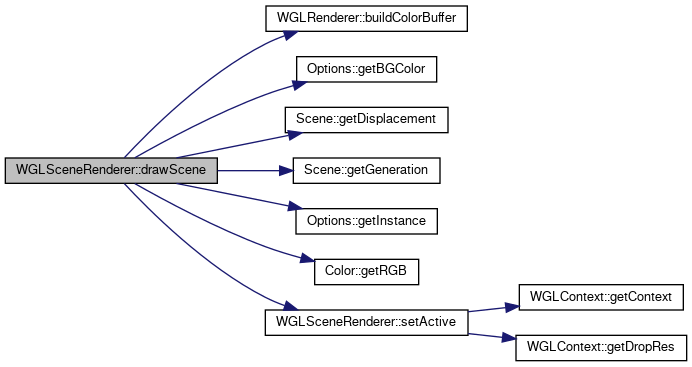 WGLRenderer::buildColorBuffer
Options::getBGColor
Scene::getDisplacement
WGLSceneRenderer::drawScene
Scene::getGeneration
Options::getInstance
Color::getRGB
WGLSceneRenderer::setActive
WGLContext::getContext
WGLContext::getDropRes